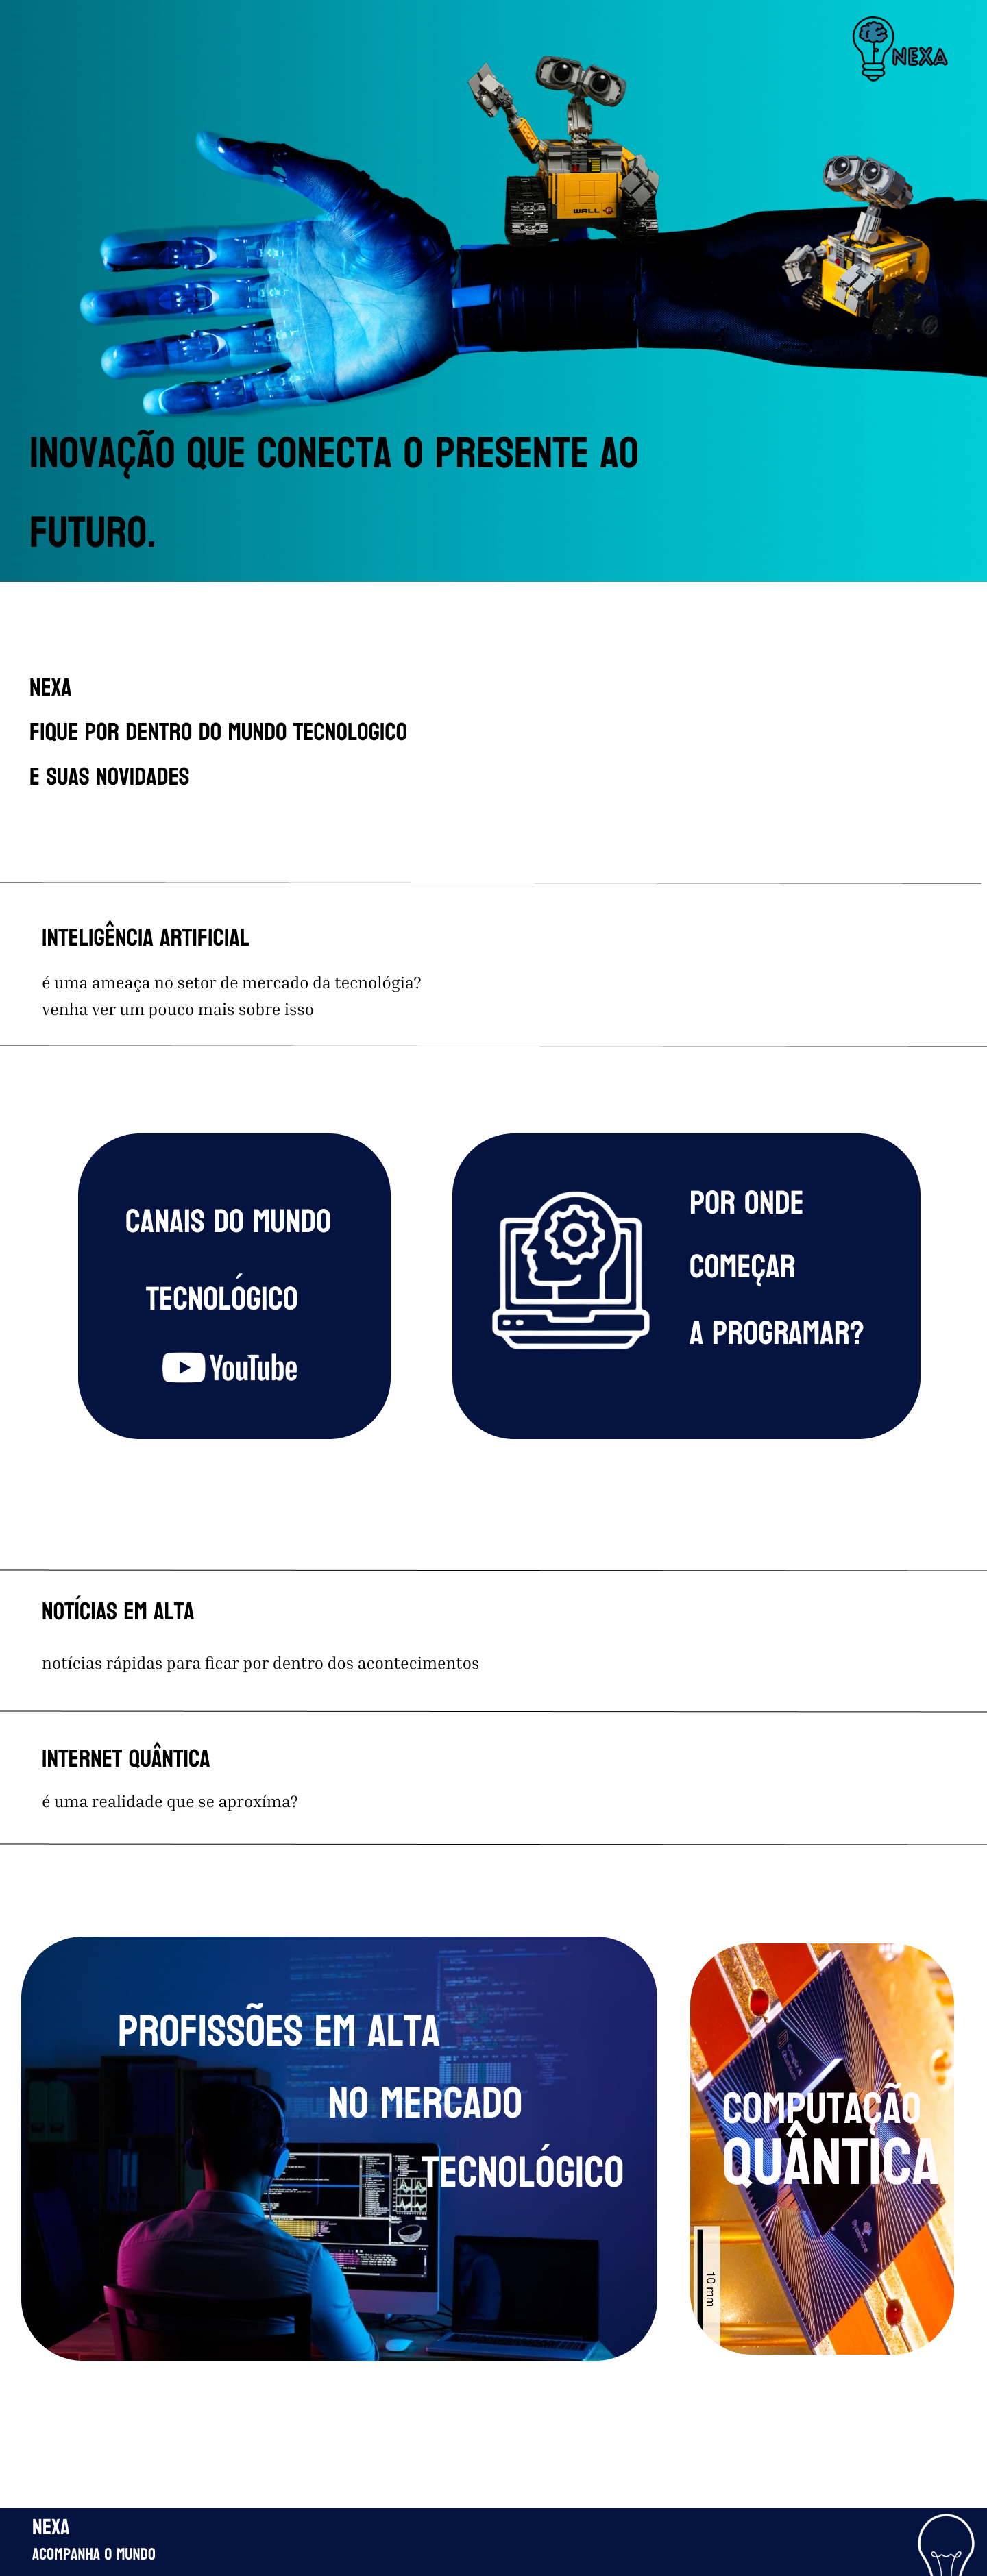 NEXA
WALL-E
INOVAÇÃO QUE CONECTA O PRESENTE AO
FUTURO.
NEXA
FIQUE POR DENTRO DO MUNDO TECNOLOGICO
E SUAS NOVIDADES
INTELIGÊNCIA ARTIFICIAL
é uma ameaça no setor de mercado da tecnológia?
venha ver um pouco mais sobre isso
CANAIS DO MUNDO
TECNOLÓGICO
YouTube
POR ONDE
COMEÇAR
A PROGRAMAR?
NOTÍCIAS EM ALTA
notícias rápidas para ficar por dentro dos acontecimentos
INTERNET QUÂNTICA
é uma realidade que se aproxíma?
PROFISSÕES EM ALTA
NO MERCADO
TECNOLÓGICO
COMPUTAÇÃO
QUÂNTICA
10 mm
NEXA
ACOMPANHA O MUNDO